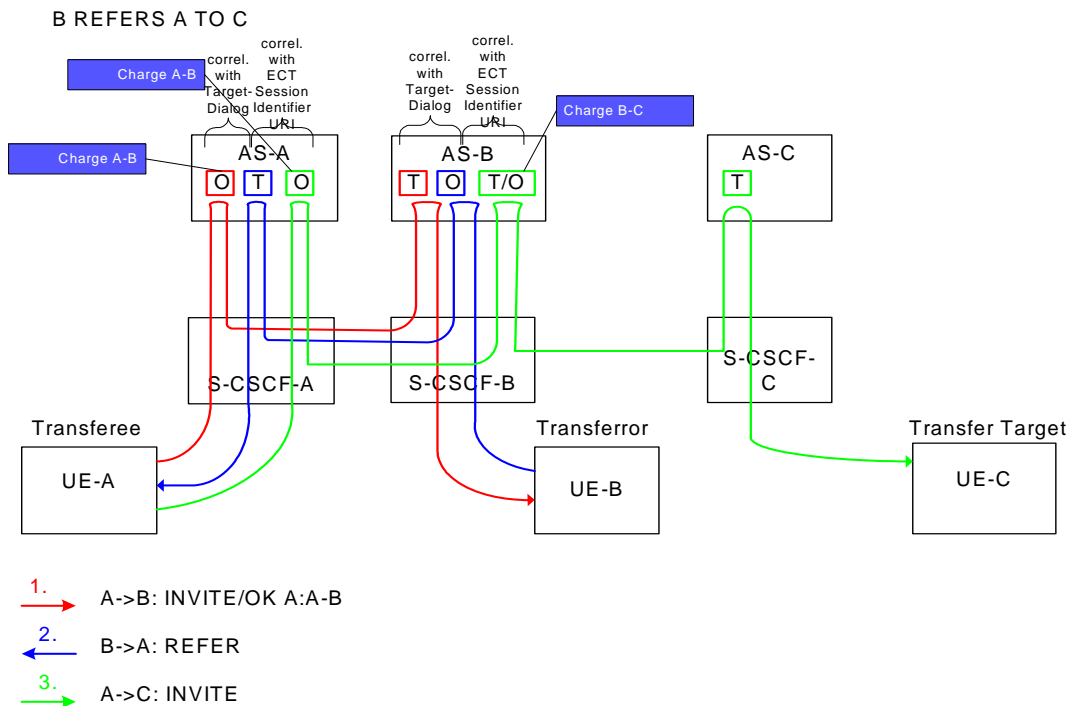 B REFERS A TO C
correl.
with
Target-
Dialog
correl.
with
ECT
Session
Identifier
URI
correl.
with
Target-
Dialog
correl.
with
ECT
Session
Identifier
URI
Charge A-B
Charge B-C
Charge A-B
AS-A
AS-B
AS-C
O
T
O
T
O
T/O
T
S-CSCF-A
S-CSCF-B
S-CSCF-
C
Transferee
Transferror
Transfer Target
UE-A
UE-B
UE-C
1.
A->B: INVITE/OK A:A-B
2.
B->A: REFER
3.
A->C: INVITE